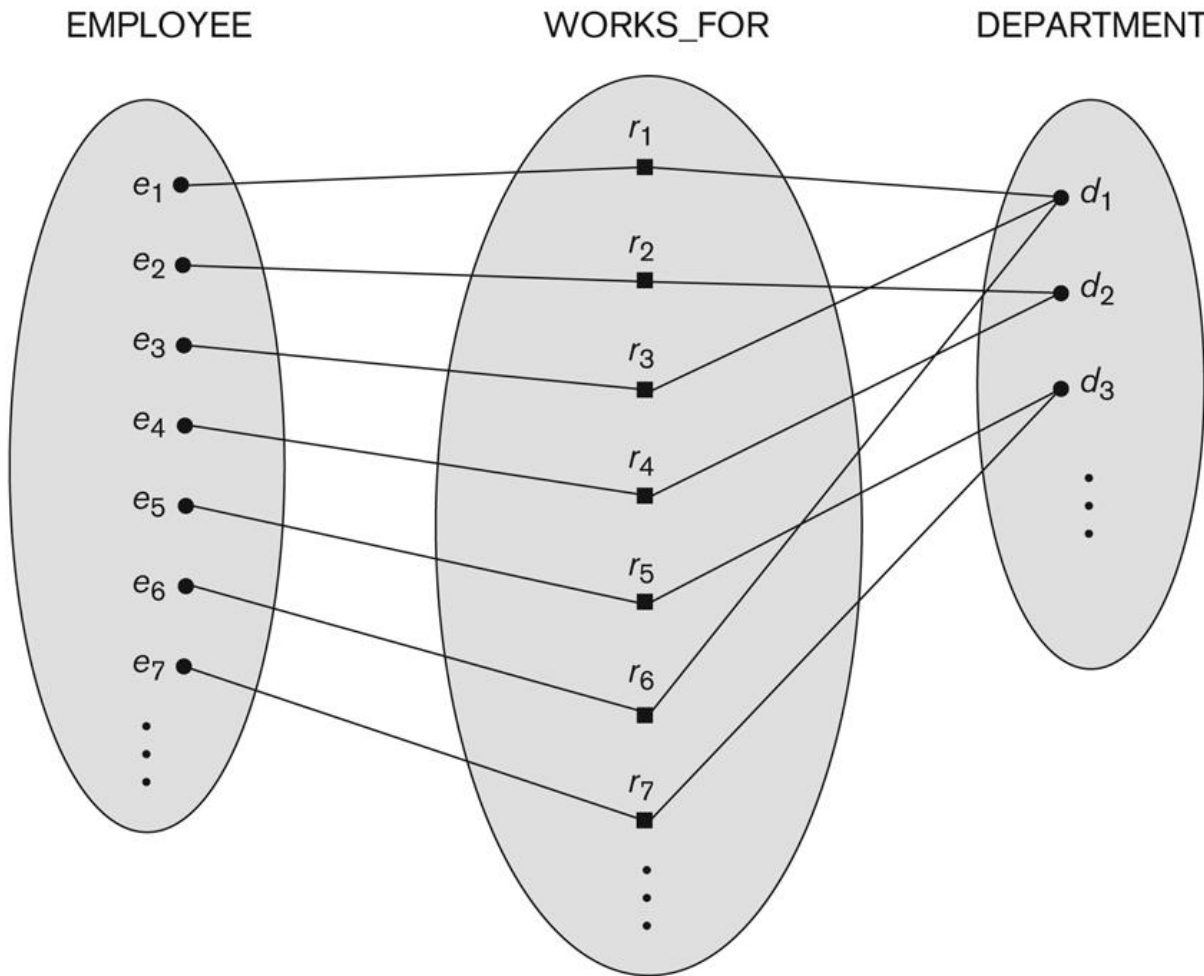 EMPLOYEE WORKS_FOR DEPARTMENT
r1
e1 d1
r2
e2 d2
e3 r3 d3
e4 r4
e5 r5
e6 r6
e7
r7